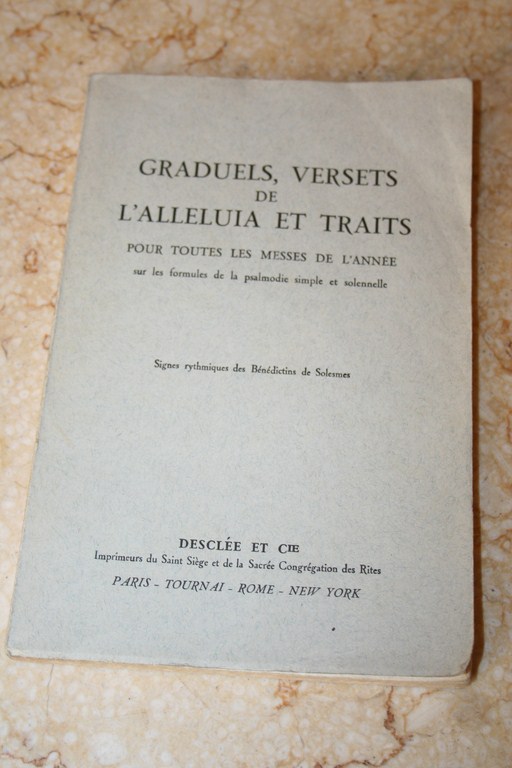 GRADUELS, VERSETS
DE
L'ALLELUIA ET TRAITS
POUR TOUTES LES MESSES DE L'ANNÉE
sur les formules de la psalmodie simple et solennelle
Signes rythmiques des Bénédictins de Solesmes
DESCLÉE ET CIE
Imprimeurs du Saint Siège et de la Sacrée Congrégation des Rites
PARIS - TOURNAI - ROME - NEW YORK